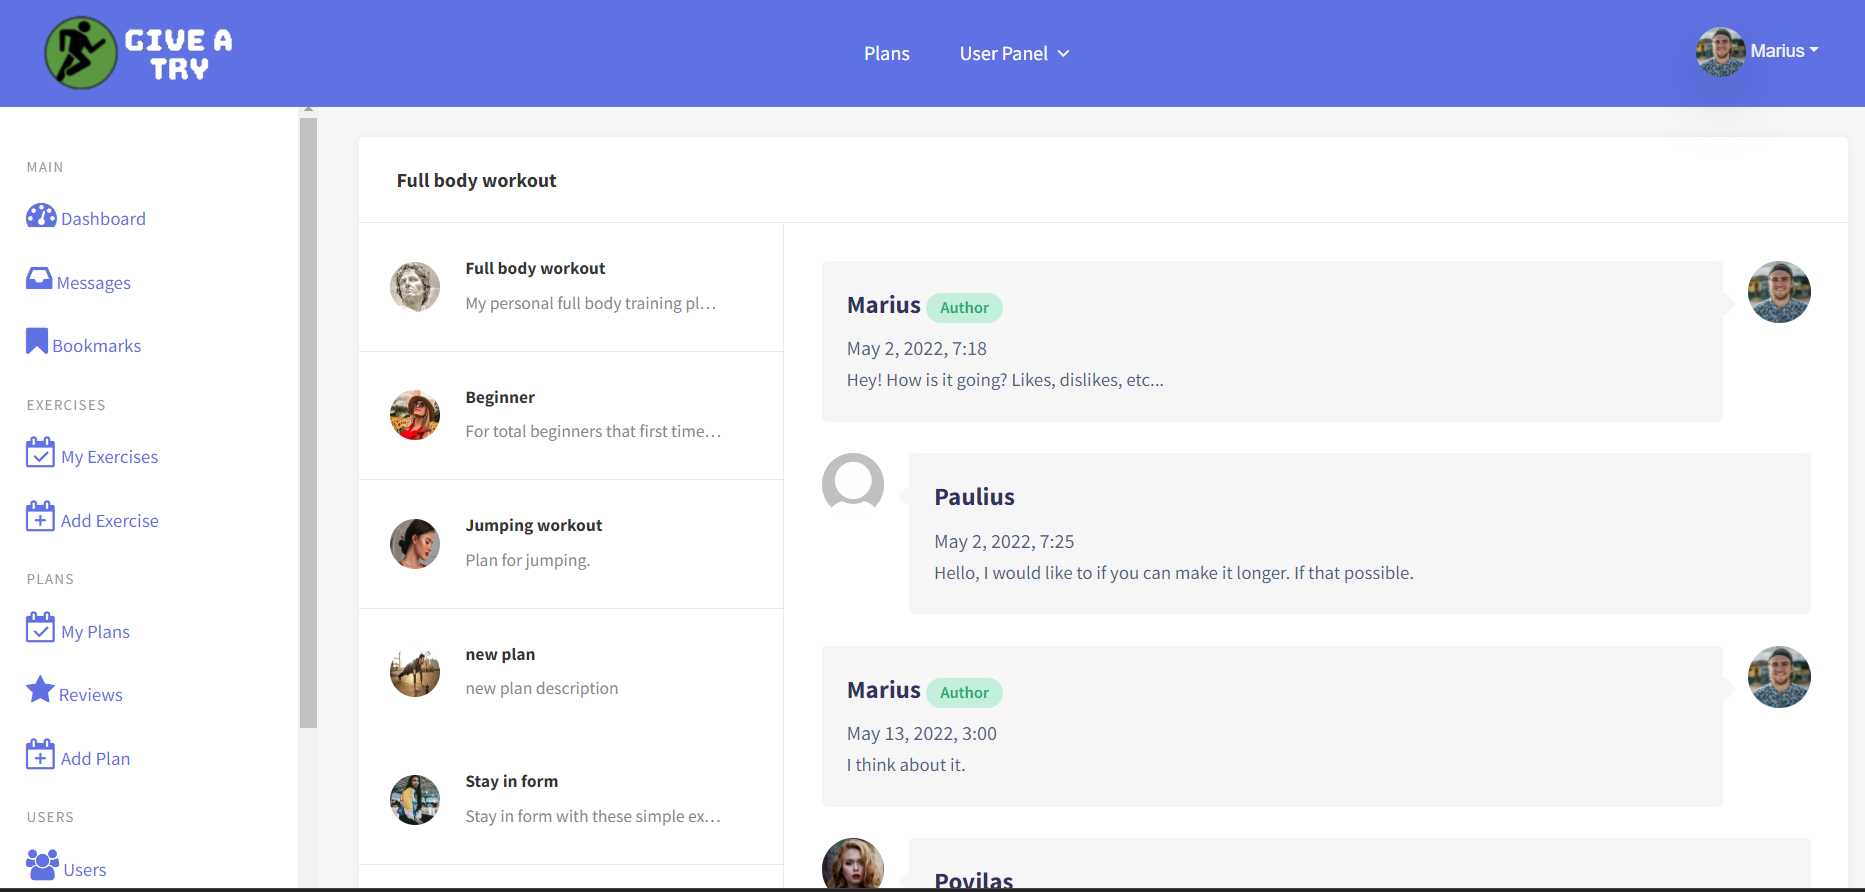 GIVE A
TRY
Plans
User Panel
Marius
MAIN
Dashboard
Messages
Bookmarks
EXERCISES
My Exercises
Add Exercise
PLANS
My Plans
Reviews
Add Plan
USERS
Users
Full body workout
Full body workout
My personal full body training pl...
Beginner
For total beginners that first time...
Jumping workout
Plan for jumping.
new plan
new plan description
Stay in form
Stay in form with these simple ex...
Marius Author
May 2, 2022, 7:18
Hey! How is it going? Likes, dislikes, etc...
Paulius
May 2, 2022, 7:25
Hello, I would like to if you can make it longer. If that possible.
Marius Author
May 13, 2022, 3:00
I think about it.
Povilas